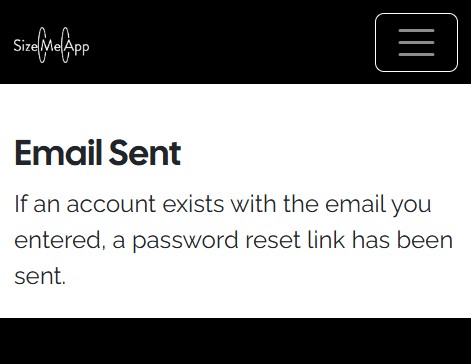 SizeMeApp
Email Sent
If an account exists with the email you
entered, a password reset link has been
sent.